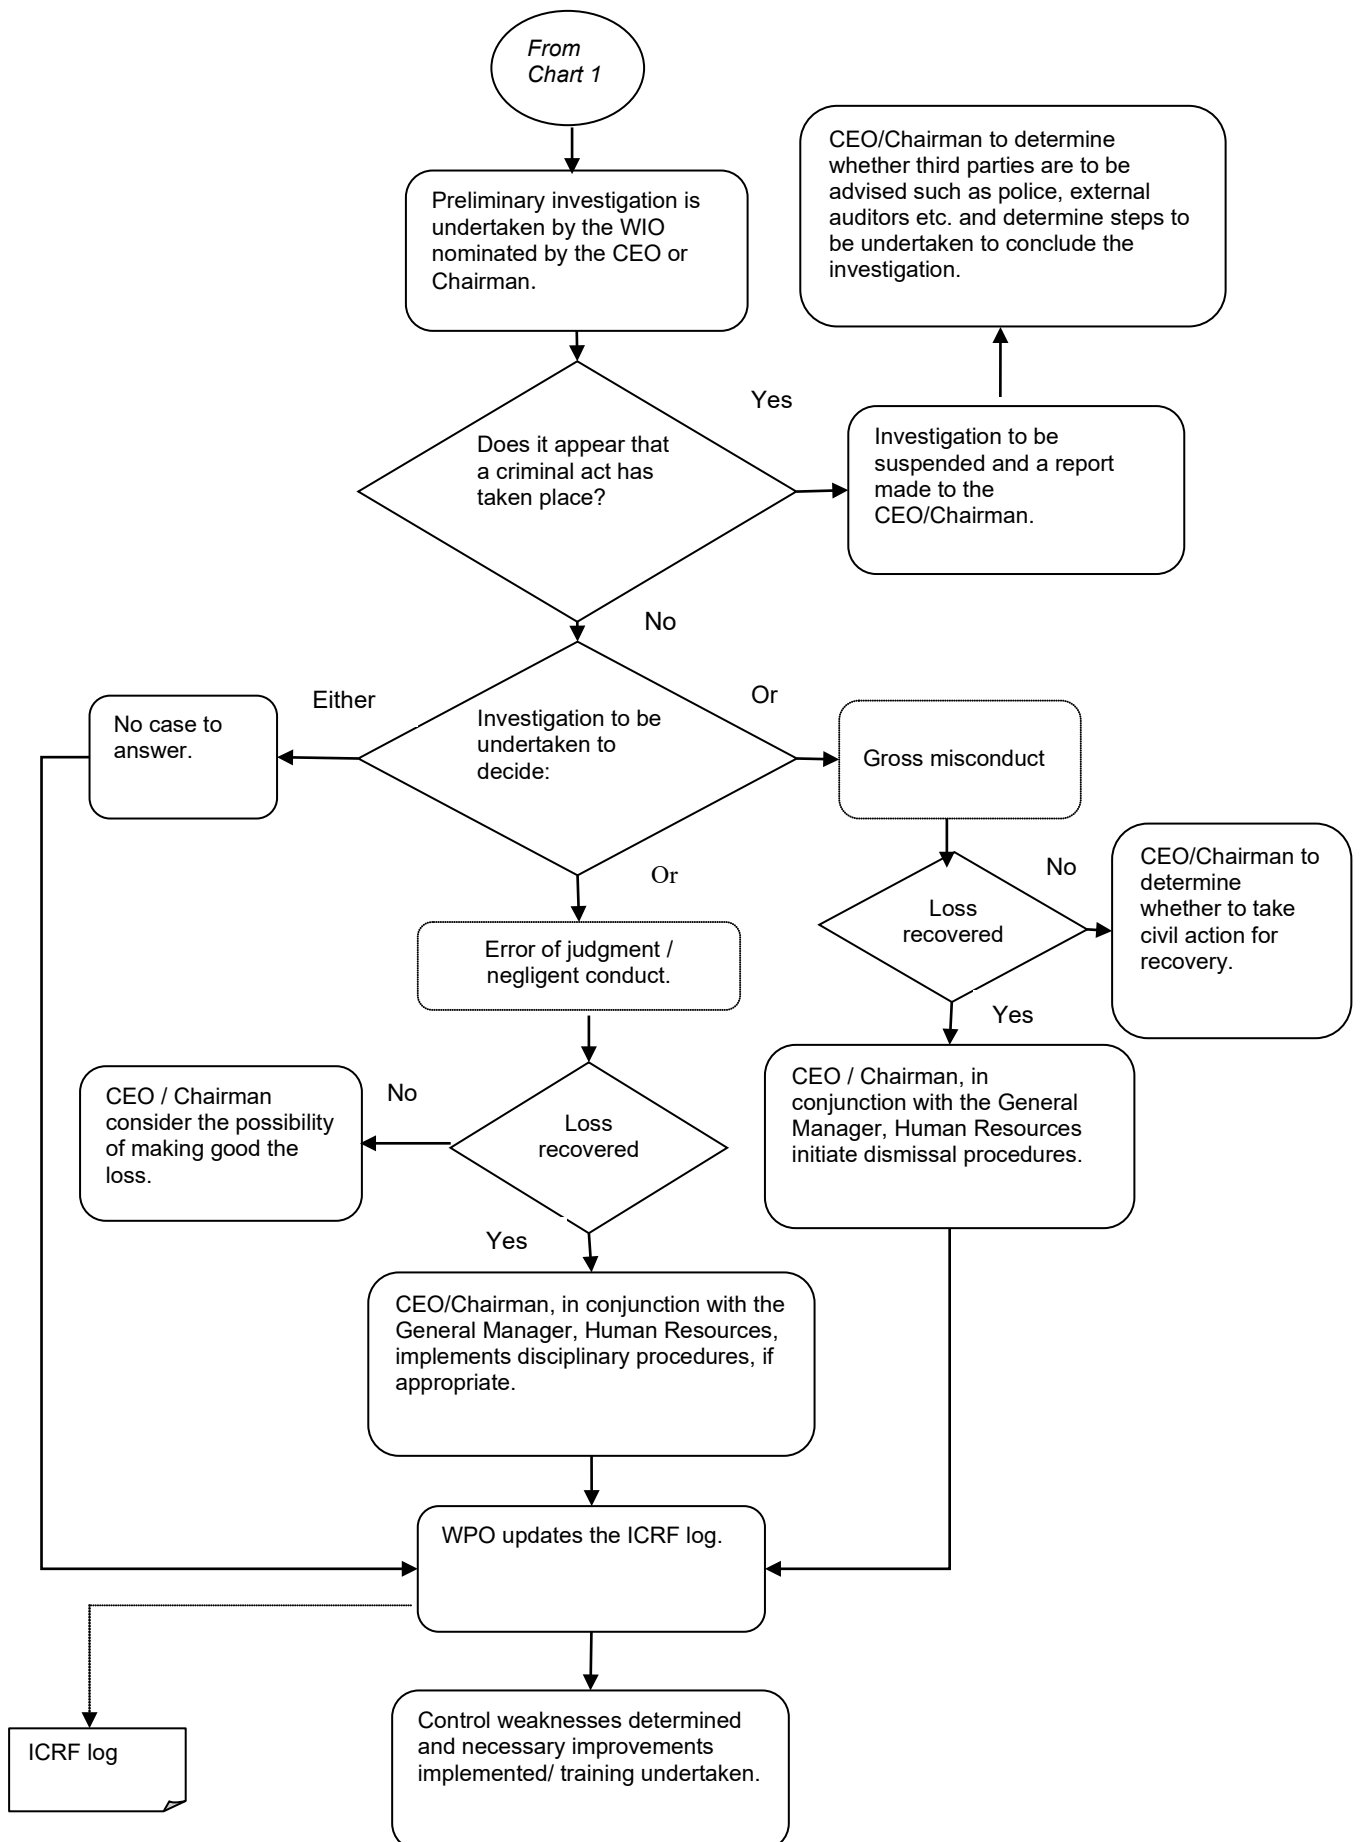 From
Chart 1
Preliminary investigation is
undertaken by the WIO
nominated by the CEO or
Chairman.
CEO/Chairman to determine
whether third parties are to be
advised such as police, external
auditors etc. and determine steps to
be undertaken to conclude the
investigation.
Yes
Does it appear that
a criminal act has
taken place?
Investigation to be
suspended and a report
made to the
CEO/Chairman.
No
Either
Or
No case to
answer.
Investigation to be
undertaken to
decide:
Gross misconduct
Or
No
CEO/Chairman to
determine
whether to take
civil action for
recovery.
Loss
recovered
Error of judgment /
negligent conduct.
Yes
CEO / Chairman
consider the possibility
of making good the
loss.
No
Loss
recovered
CEO / Chairman, in
conjunction with the General
Manager, Human Resources
initiate dismissal procedures.
Yes
CEO/Chairman, in conjunction with the
General Manager, Human Resources,
implements disciplinary procedures, if
appropriate.
WPO updates the ICRF log.
ICRF log
Control weaknesses determined
and necessary improvements
implemented/ training undertaken.